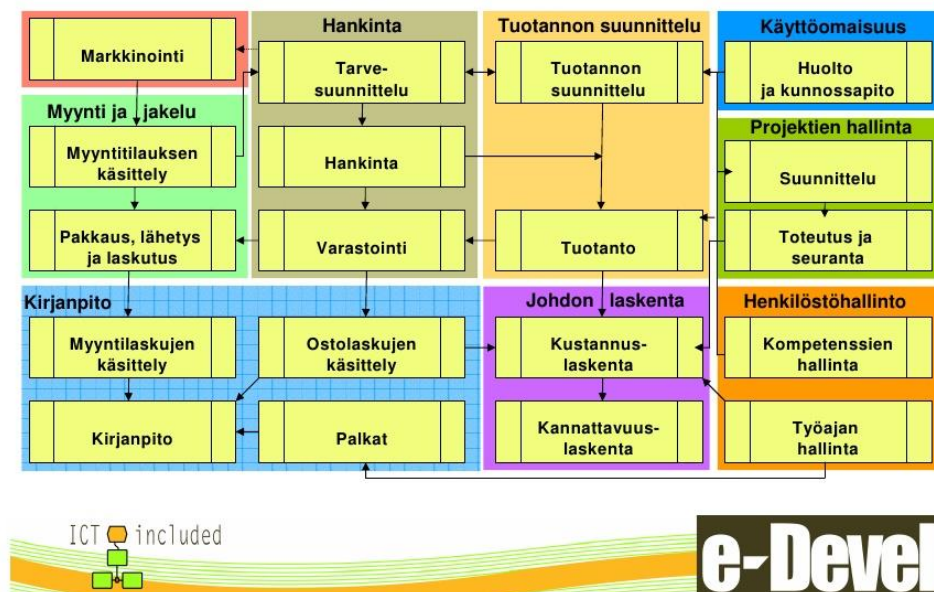 Markkinointi
Myynti ja jakelu
Myyntitilauksen
käsittely
Pakkaus, lähetys
ja laskutus
Hankinta
Tarve-
suunnittelu
Hankinta
Varastointi
Tuotannon suunnittelu
Tuotannon
suunnittelu
Tuotanto
Käyttöomaisuus
Huolto
ja kunnossapito
Projektien hallinta
Suunnittelu
Toteutus ja
seuranta
Kirjanpito
Myyntilaskujen
käsittely
Ostolaskujen
käsittely
Kirjanpito
Palkat
Johdon laskenta
Kustannus-
laskenta
Kannattavuus-
laskenta
Henkilöstöhallinto
Kompetenssien
hallinta
Työajan
hallinta
ICT included
e-Devel